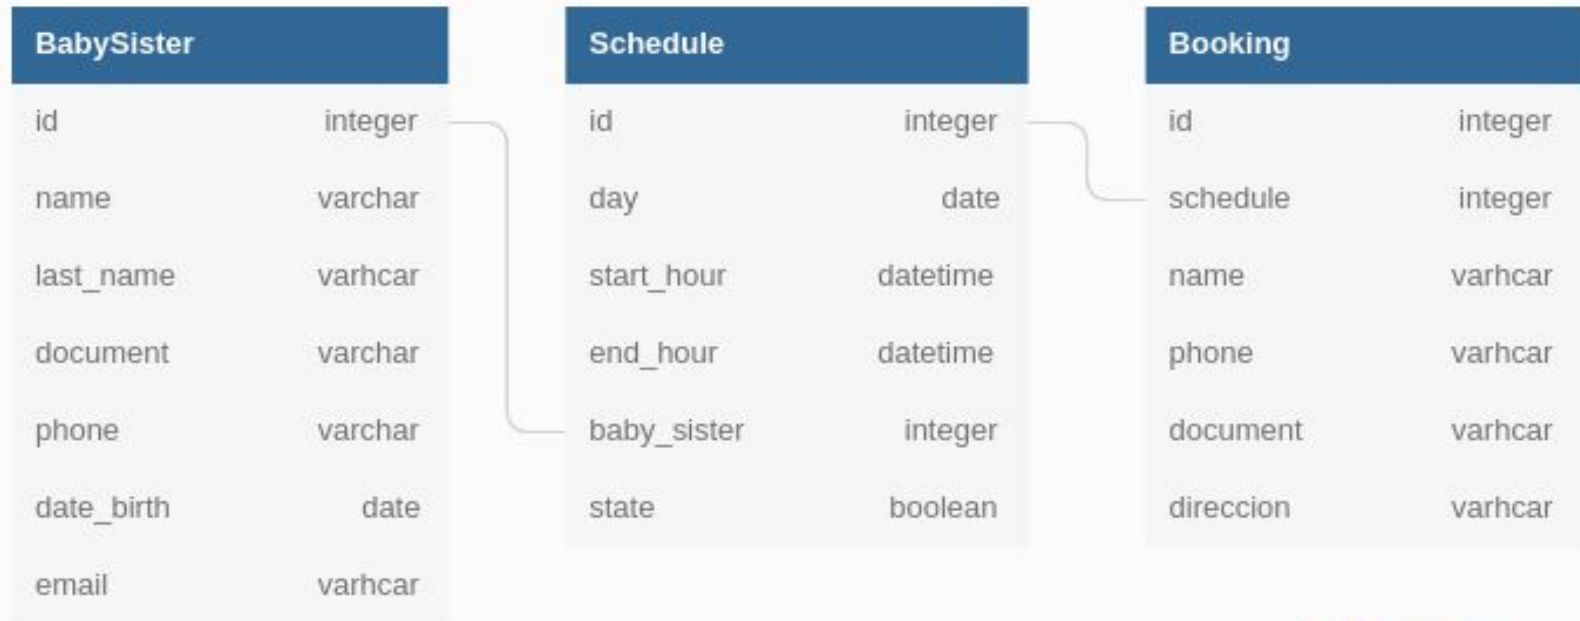 BabySister
id integer
name varchar
last_name varhcar
document varchar
phone varchar
date_birth date
email varhcar
Schedule
id integer
day date
start_hour datetime
end_hour datetime
baby_sister integer
state boolean
Booking
id integer
schedule integer
name varhcar
phone varhcar
document varhcar
direccion varhcar